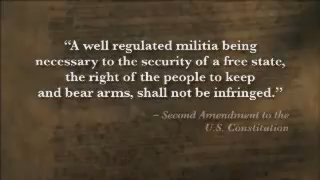 “A well regulated militia being
necessary to the security of a free state,
the right of the people to keep
and bear arms, shall not be infringed.”
– Second Amendment to the
U.S. Constitution